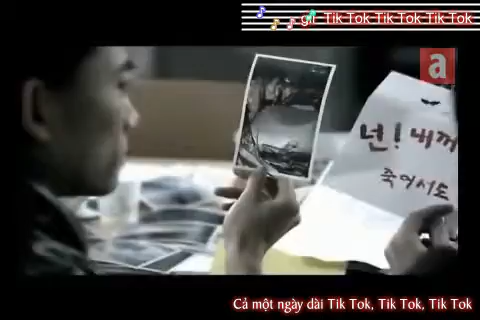 girl Tik Tok Tik Tok Tik Tok
a
넌! 내꺼
죽어서도
Cả một ngày dài Tik Tok, Tik Tok, Tik Tok